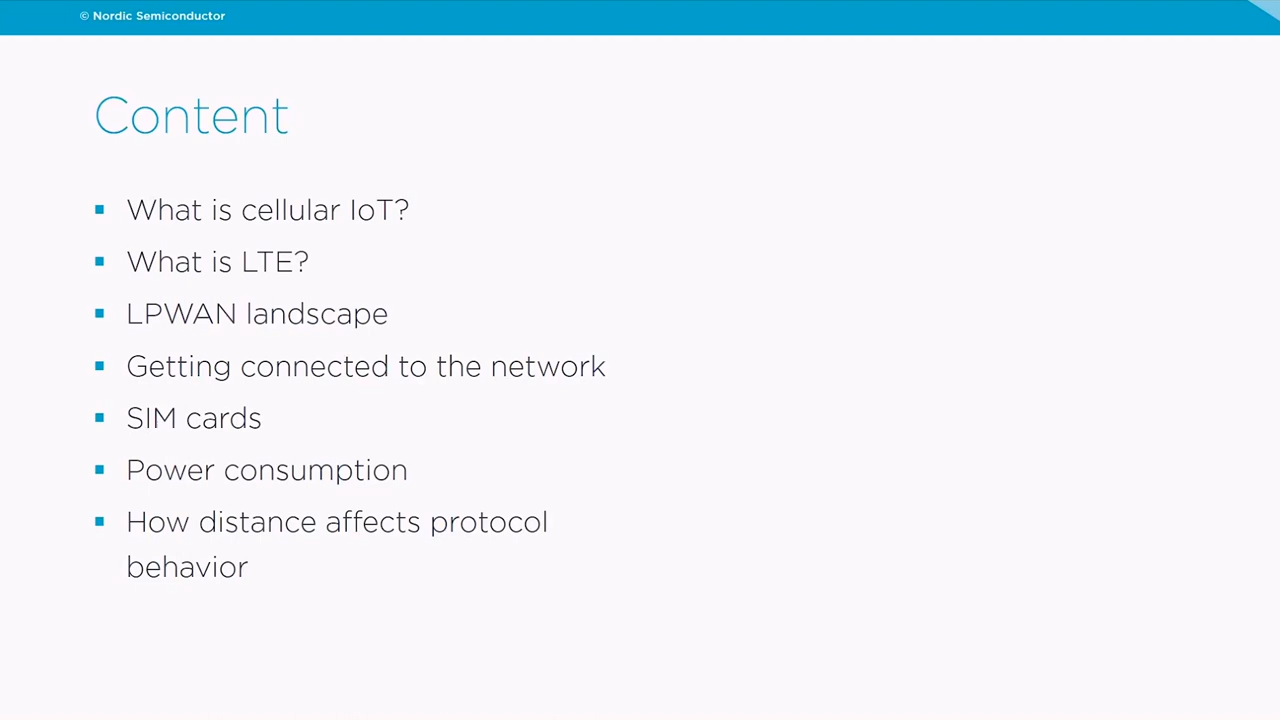 © Nordic Semiconductor
Content
What is cellular IoT?
What is LTE?
LPWAN landscape
Getting connected to the network
SIM cards
Power consumption
How distance affects protocol
behavior